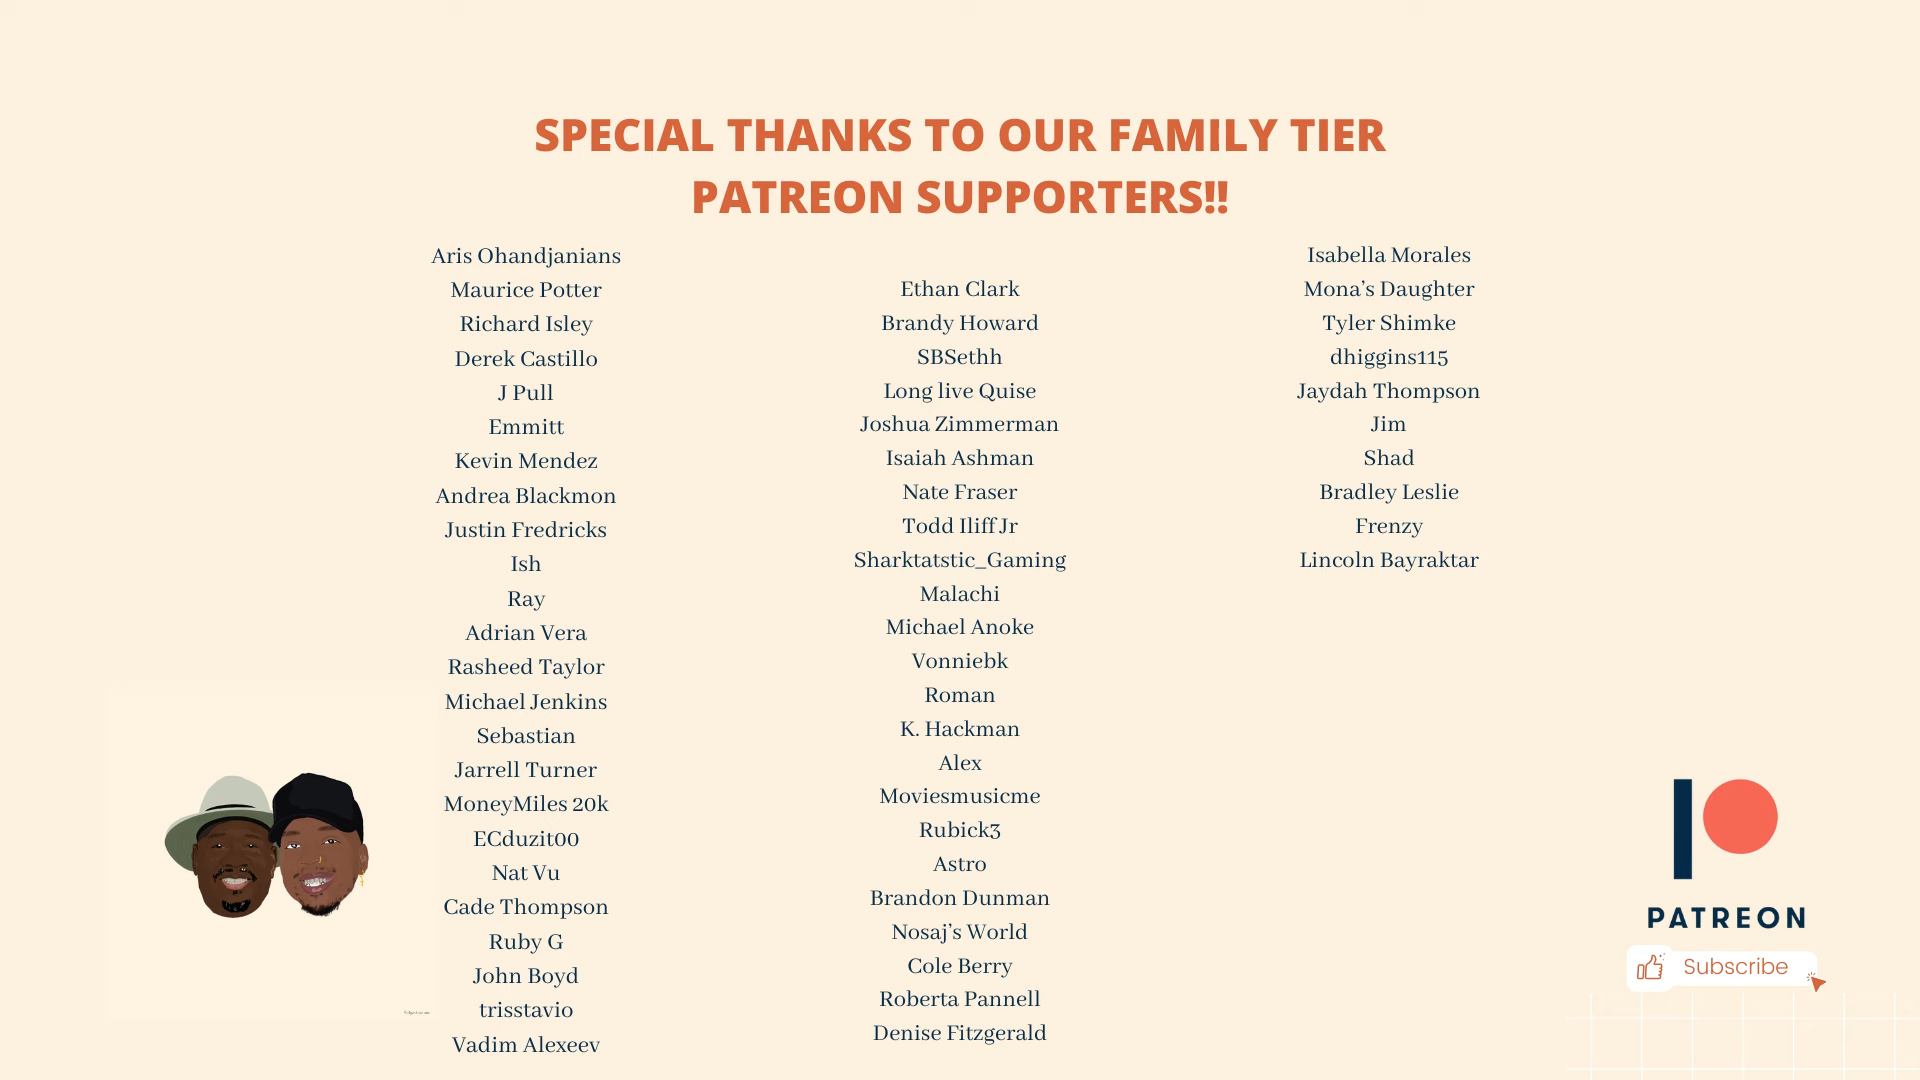 SPECIAL THANKS TO OUR FAMILY TIER
PATREON SUPPORTERS!!
Aris Ohandjanians
Maurice Potter
Richard Isley
Derek Castillo
J Pull
Emmitt
Kevin Mendez
Andrea Blackmon
Justin Fredricks
Ish
Ray
Adrian Vera
Rasheed Taylor
Michael Jenkins
Sebastian
Jarrell Turner
MoneyMiles 20k
ECduzit00
Nat Vu
Cade Thompson
Ruby G
John Boyd
trisstavio
Vadim Alexeev
Ethan Clark
Brandy Howard
SBSethh
Long live Quise
Joshua Zimmerman
Isaiah Ashman
Nate Fraser
Todd Iliff Jr
Sharktatstic_Gaming
Malachi
Michael Anoke
Vonniebk
Roman
K. Hackman
Alex
Moviesmusicme
Rubick3
Astro
Brandon Dunman
Nosaj's World
Cole Berry
Roberta Pannell
Denise Fitzgerald
Isabella Morales
Mona's Daughter
Tyler Shimke
dhiggins115
Jaydah Thompson
Jim
Shad
Bradley Leslie
Frenzy
Lincoln Bayraktar
PATREON
Subscribe